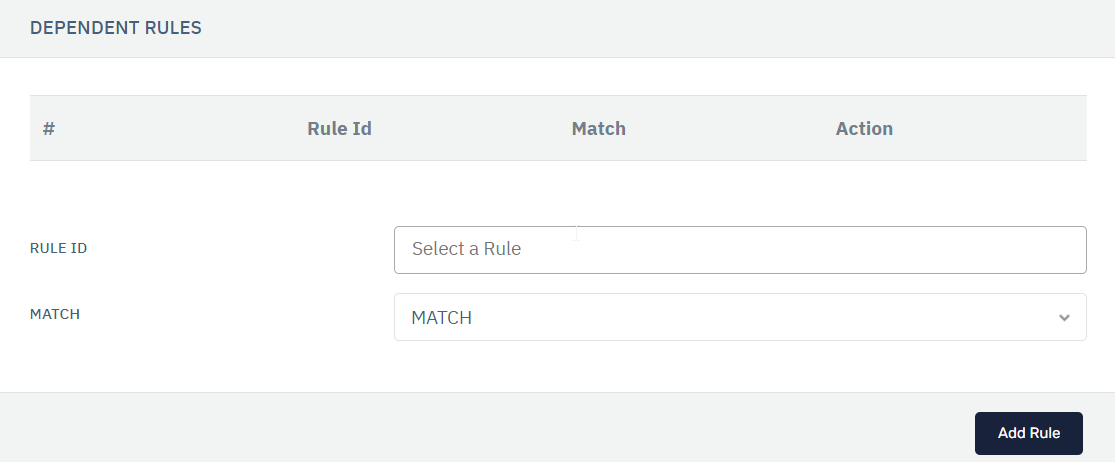 DEPENDENT RULES
# Rule Id Match Action
RULE ID Select a Rule
MATCH MATCH
Add Rule